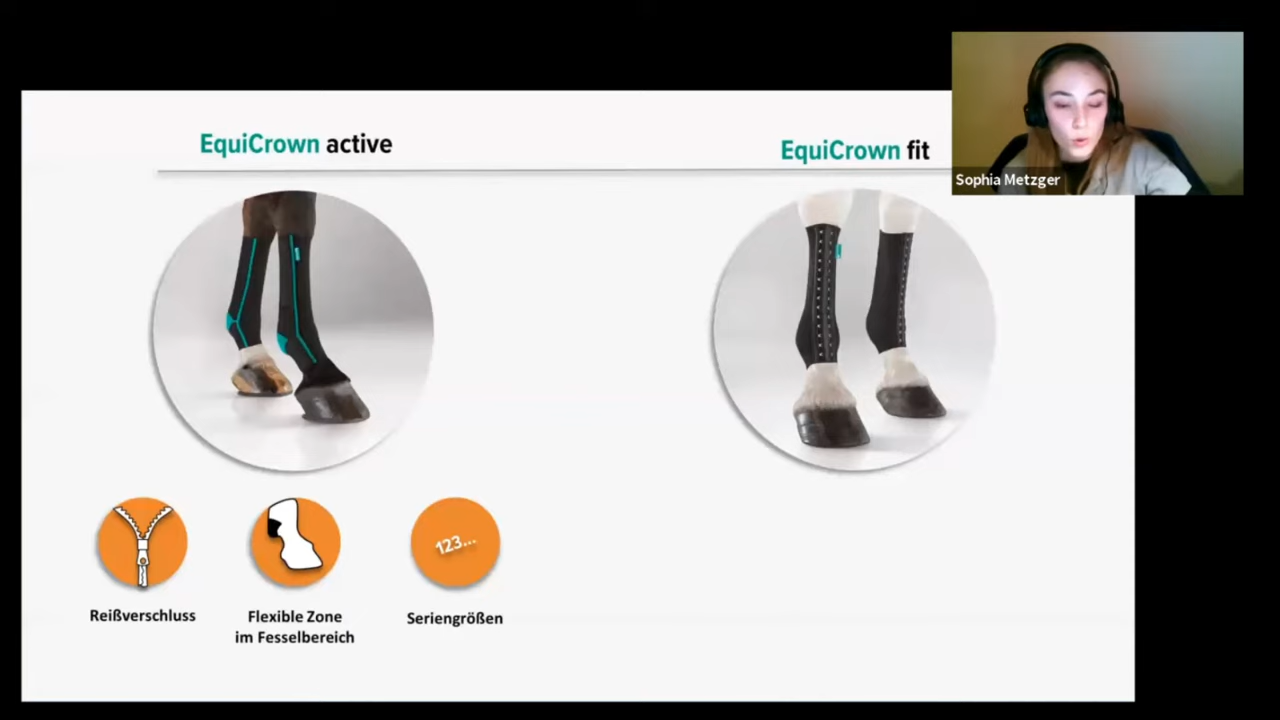 EquiCrown active
EquiCrown fit
Sophia Metzger
123...
Reißverschluss
Flexible Zone
im Fesselbereich
Seriengrößen